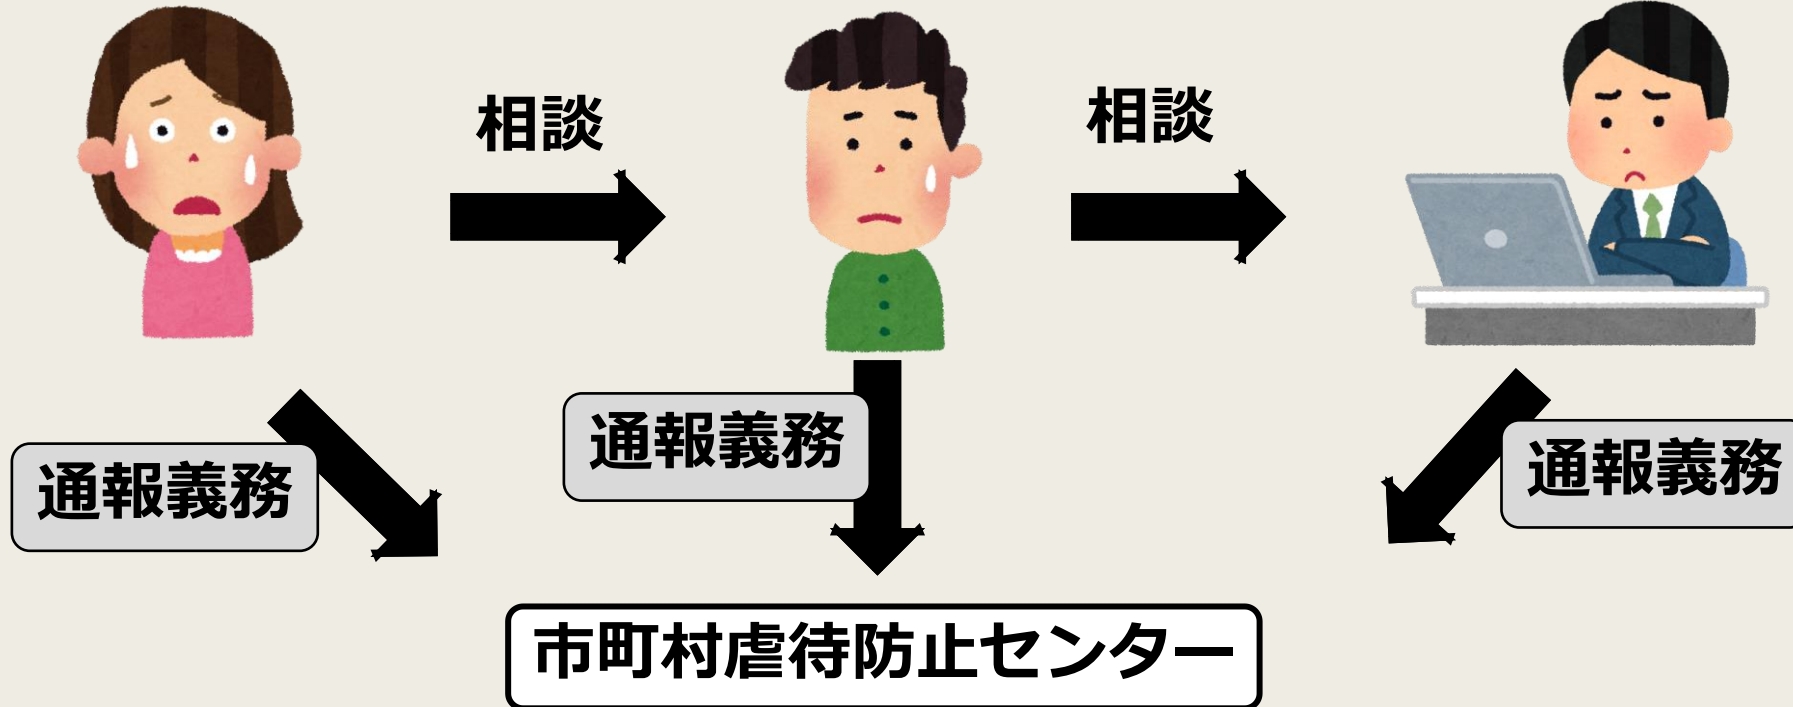 相談
相談
通報義務
通報義務
通報義務
市町村虐待防止センター